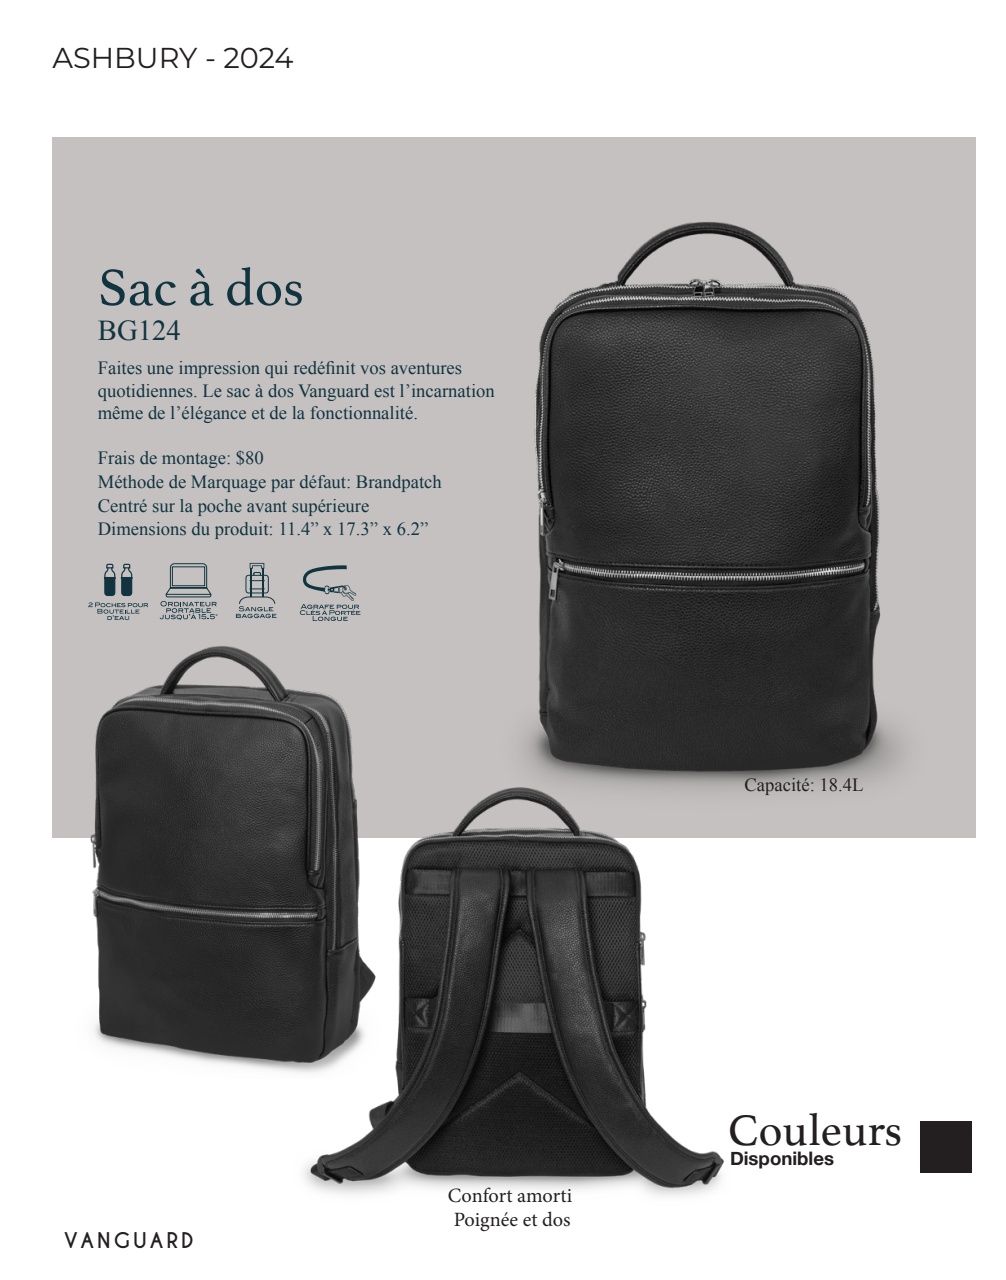 ASHBURY - 2024
Sac à dos
BG124
Faites une impression qui redéfinit vos aventures
quotidiennes. Le sac à dos Vanguard est l’incarnation
même de l’élégance et de la fonctionnalité.
Frais de montage: $80
Méthode de Marquage par défaut: Brandpatch
Centré sur la poche avant supérieure
Dimensions du produit: 11.4” x 17.3” x 6.2”
2 Poches pour
Bouteille
d'eau
Ordinateur
portable
jusqu'à 15.5"
Sangle
baggage
Agrafe pour
Clés à Portée
Longue
Capacité: 18.4L
Couleurs
Disponibles
Confort amorti
Poignée et dos
VANGUARD